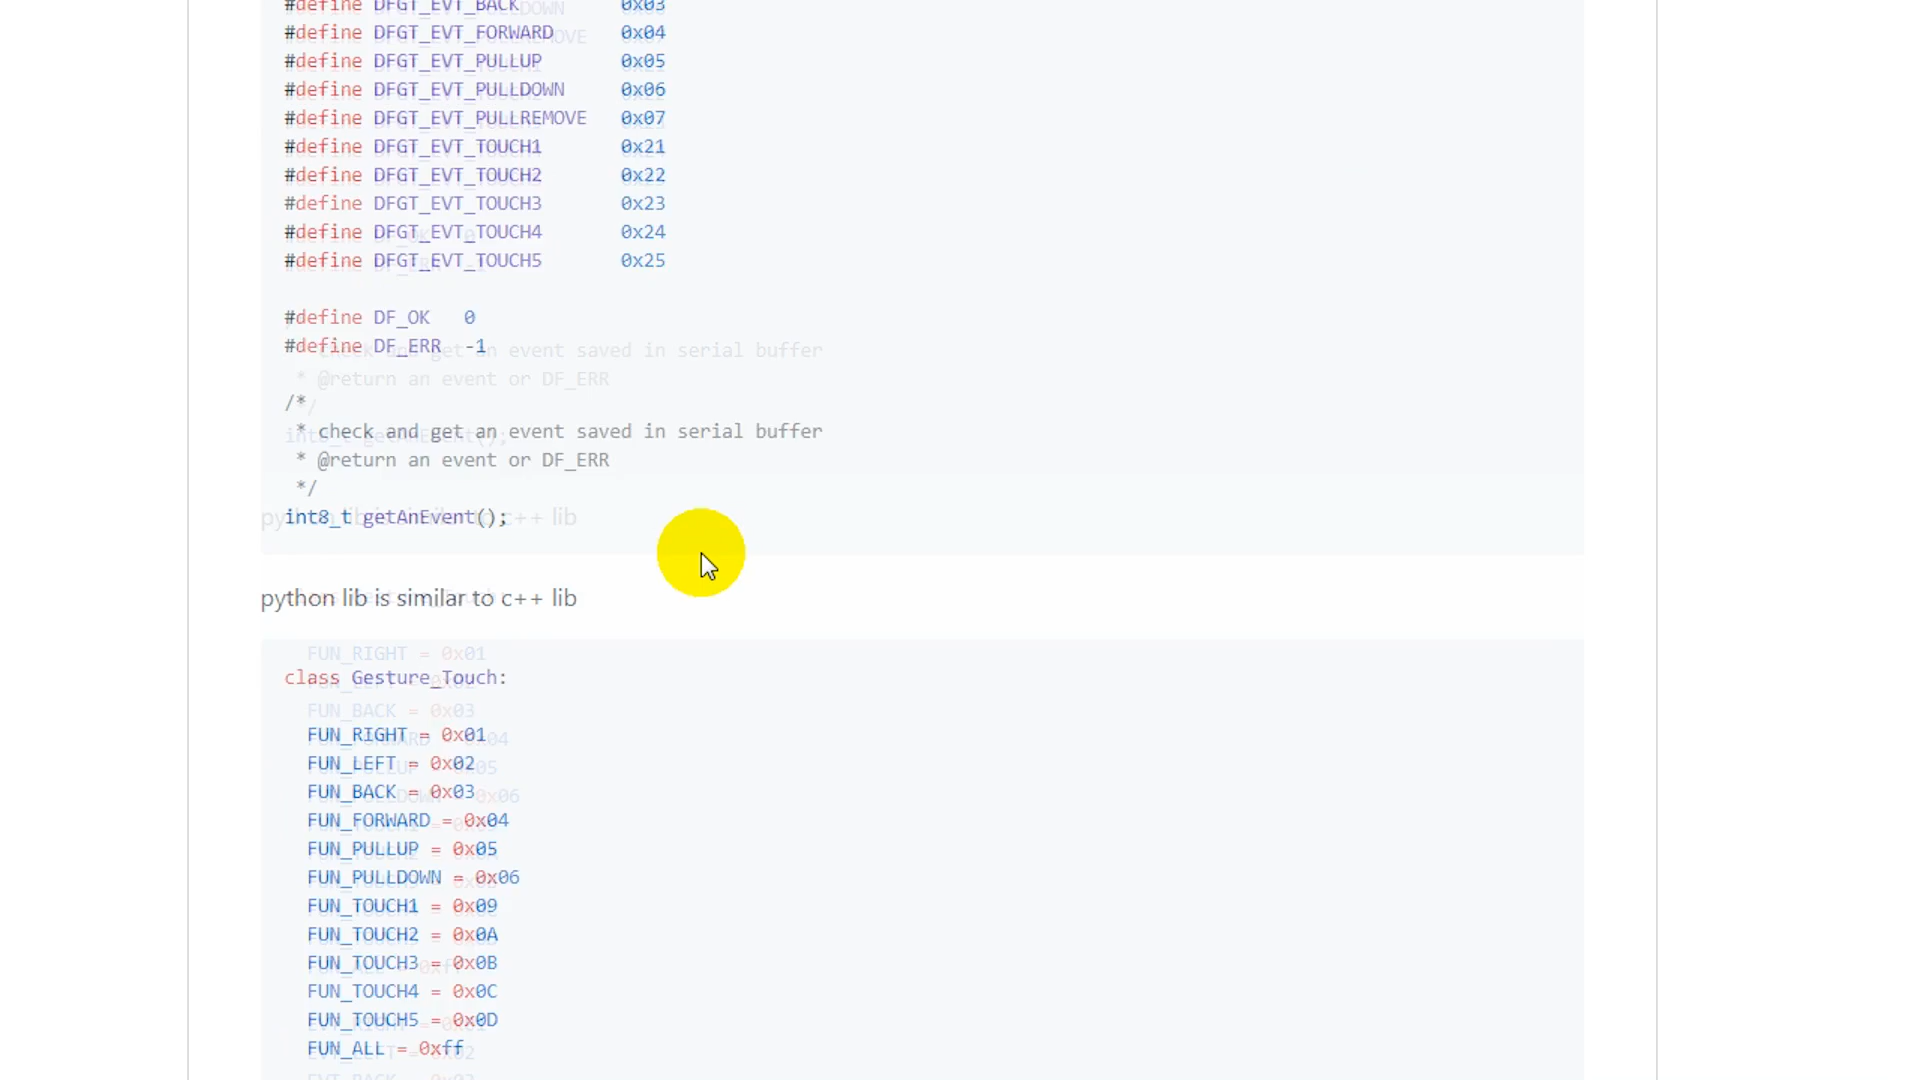 #define DFGT_EVT_BACK 0x03
#define DFGT_EVT_FORWARD 0x04
#define DFGT_EVT_PULLUP 0x05
#define DFGT_EVT_PULLDOWN 0x06
#define DFGT_EVT_PULLREMOVE 0x07
#define DFGT_EVT_TOUCH1 0x21
#define DFGT_EVT_TOUCH2 0x22
#define DFGT_EVT_TOUCH3 0x23
#define DFGT_EVT_TOUCH4 0x24
#define DFGT_EVT_TOUCH5 0x25
#define DF_OK 0
#define DF_ERR -1
/*
* check and get an event saved in serial buffer
* @return an event or DF_ERR
*/
int8_t getAnEvent();
python lib is similar to c++ lib
class Gesture_Touch:
FUN_RIGHT = 0x01
FUN_LEFT = 0x02
FUN_BACK = 0x03
FUN_FORWARD = 0x04
FUN_PULLUP = 0x05
FUN_PULLDOWN = 0x06
FUN_TOUCH1 = 0x09
FUN_TOUCH2 = 0x0A
FUN_TOUCH3 = 0x0B
FUN_TOUCH4 = 0x0C
FUN_TOUCH5 = 0x0D
FUN_ALL = 0xff